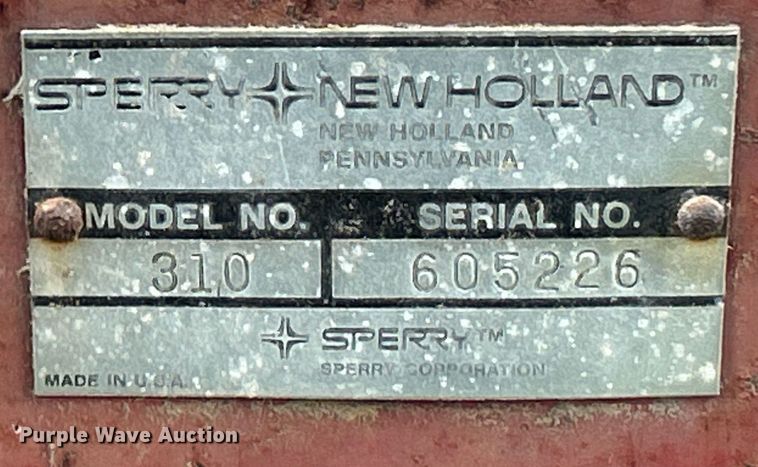 SPERRY NEW HOLLAND™
NEW HOLLAND
PENNSYLVANIA
MODEL NO. SERIAL NO.
310 605226
SPERRY™
SPERRY CORPORATION
MADE IN U.S.A.
Purple Wave Auction